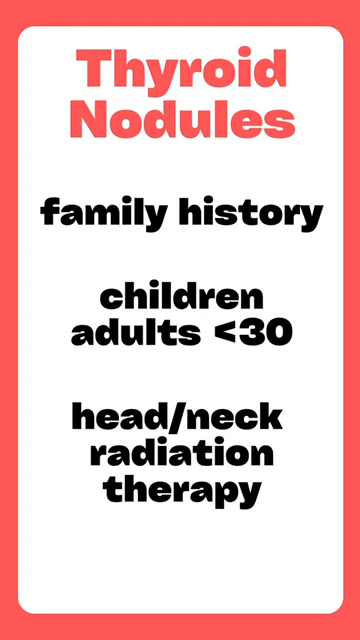 Thyroid
Nodules
family history
children
adults <30
head/neck
radiation
therapy